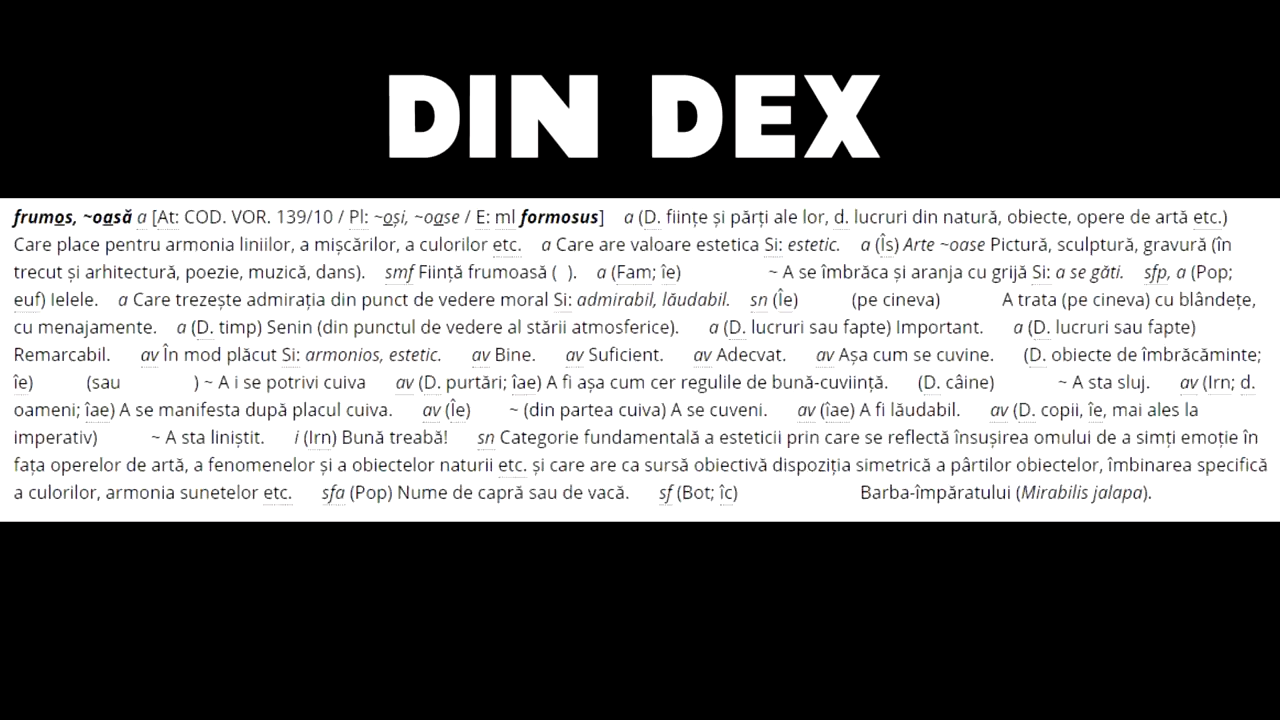 DIN DEX
frumos, ~oasă a [At: COD. VOR. 139/10 / Pl: ~oși, ~oase / E: ml formosus] a (D. ființe și părți ale lor, d. lucruri din natură, obiecte, opere de artă etc.)
Care place pentru armonia liniilor, a mișcărilor, a culorilor etc. a Care are valoare estetica Si: estetic. a (Îs) Arte ~oase Pictură, sculptură, gravură (în
trecut și arhitectură, poezie, muzică, dans). smf Ființă frumoasă ( ). a (Fam; îe) ~ A se îmbrăca și aranja cu grijă Si: a se găti. sfp, a (Pop;
euf) Ielele. a Care trezește admirația din punct de vedere moral Si: admirabil, lăudabil. sn (Îe) (pe cineva) A trata (pe cineva) cu blândețe,
cu menajamente. a (D. timp) Senin (din punctul de vedere al stării atmosferice). a (D. lucruri sau fapte) Important. a (D. lucruri sau fapte)
Remarcabil. av În mod plăcut Si: armonios, estetic. av Bine. av Suficient. av Adecvat. av Așa cum se cuvine. (D. obiecte de îmbrăcăminte;
îe) (sau ) ~ A i se potrivi cuiva av (D. purtări; îae) A fi așa cum cer regulile de bună-cuviință. (D. câine) ~ A sta sluj. av (Irn; d.
oameni; îae) A se manifesta după placul cuiva. av (Îe) ~ (din partea cuiva) A se cuveni. av (îae) A fi lăudabil. av (D. copii, îe, mai ales la
imperativ) ~ A sta liniștit. i (Irn) Bună treabă! sn Categorie fundamentală a esteticii prin care se reflectă însușirea omului de a simți emoție în
fața operelor de artă, a fenomenelor și a obiectelor naturii etc. și care are ca sursă obiectivă dispoziția simetrică a pârtilor obiectelor, îmbinarea specifică
a culorilor, armonia sunetelor etc. sfa (Pop) Nume de capră sau de vacă. sf (Bot; îc) Barba-împăratului (Mirabilis jalapa).